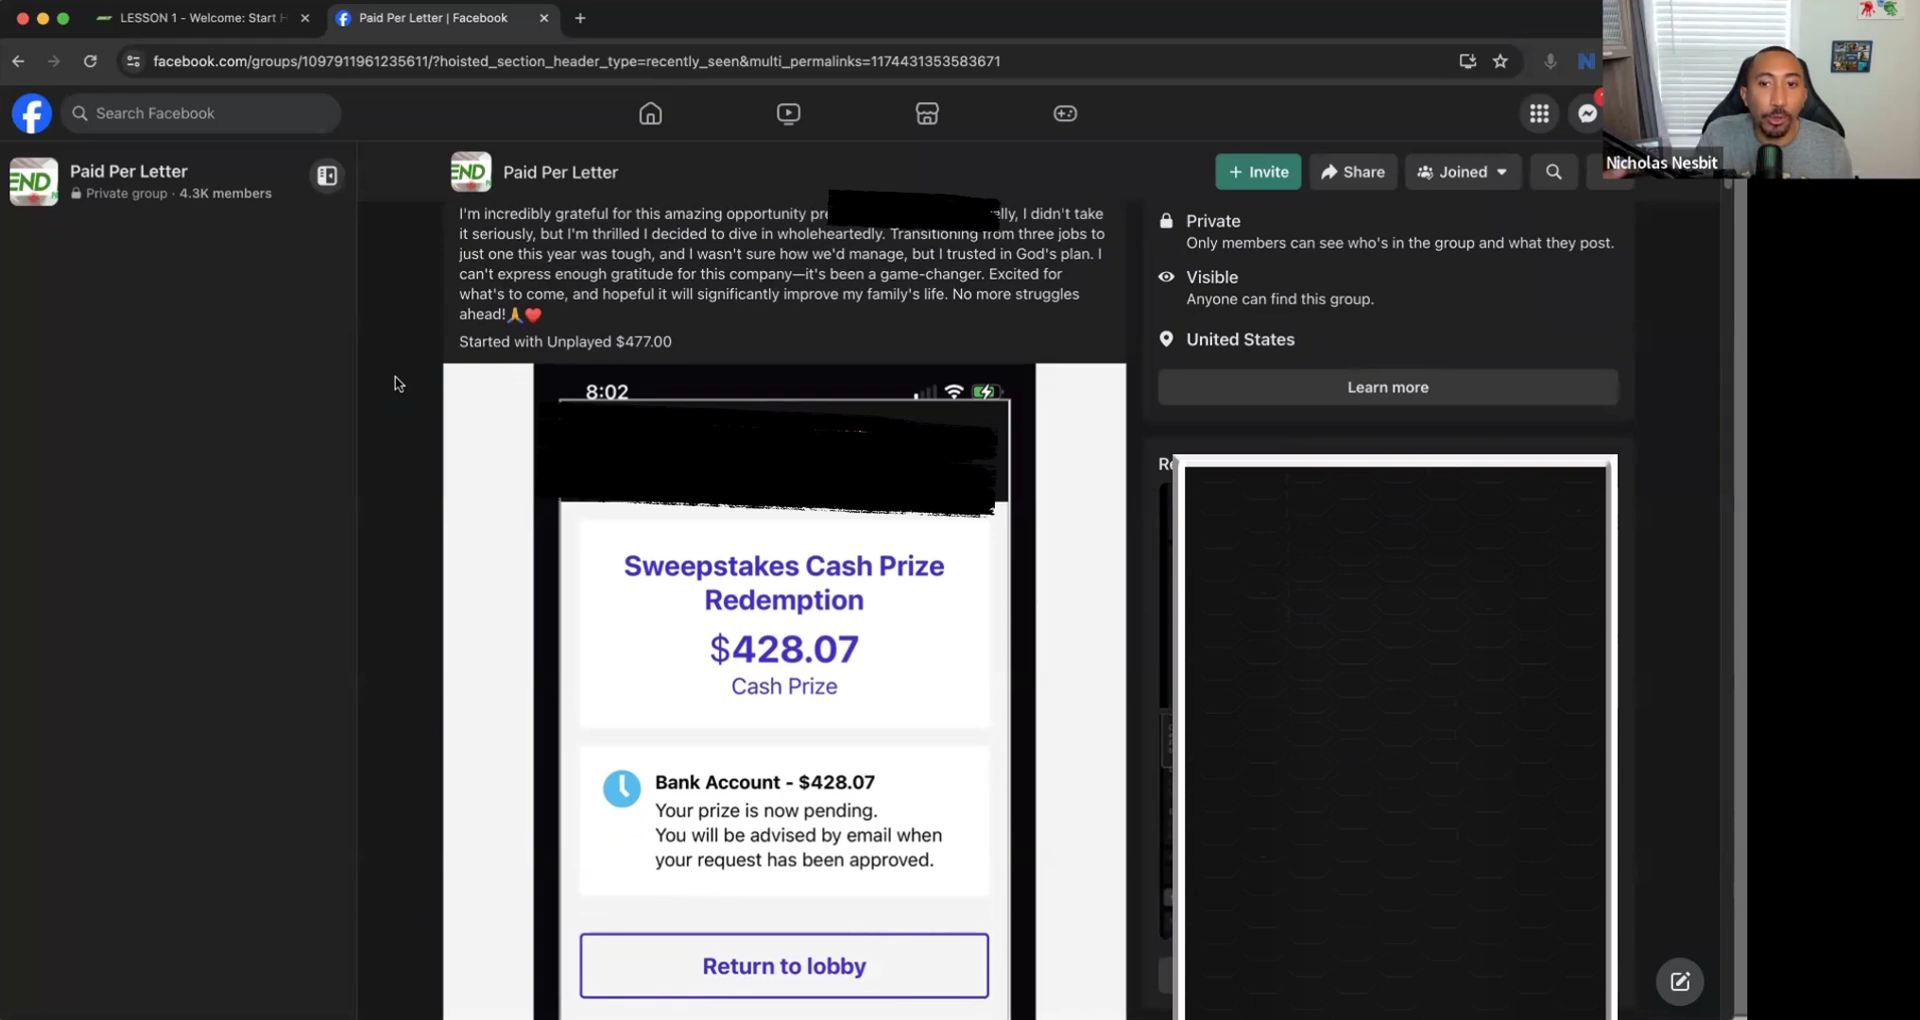 LESSON 1 - Welcome: Start H
Paid Per Letter | Facebook
facebook.com/groups/1097911961235611/?hoisted_section_header_type=recently_seen&multi_permalinks=1174431353583671
Search Facebook
Nicholas Nesbit
Paid Per Letter
Private group · 4.3K members
END
END
Paid Per Letter
+ Invite
Share
Joined
I'm incredibly grateful for this amazing opportunity pre elly, I didn't take
it seriously, but I'm thrilled I decided to dive in wholeheartedly. Transitioning from three jobs to
just one this year was tough, and I wasn't sure how we'd manage, but I trusted in God's plan. I
can't express enough gratitude for this company—it's been a game-changer. Excited for
what's to come, and hopeful it will significantly improve my family's life. No more struggles
ahead!🙏❤️
Started with Unplayed $477.00
8:02
Sweepstakes Cash Prize
Redemption
$428.07
Cash Prize
Bank Account - $428.07
Your prize is now pending.
You will be advised by email when
your request has been approved.
Return to lobby
Private
Only members can see who's in the group and what they post.
Visible
Anyone can find this group.
United States
Learn more